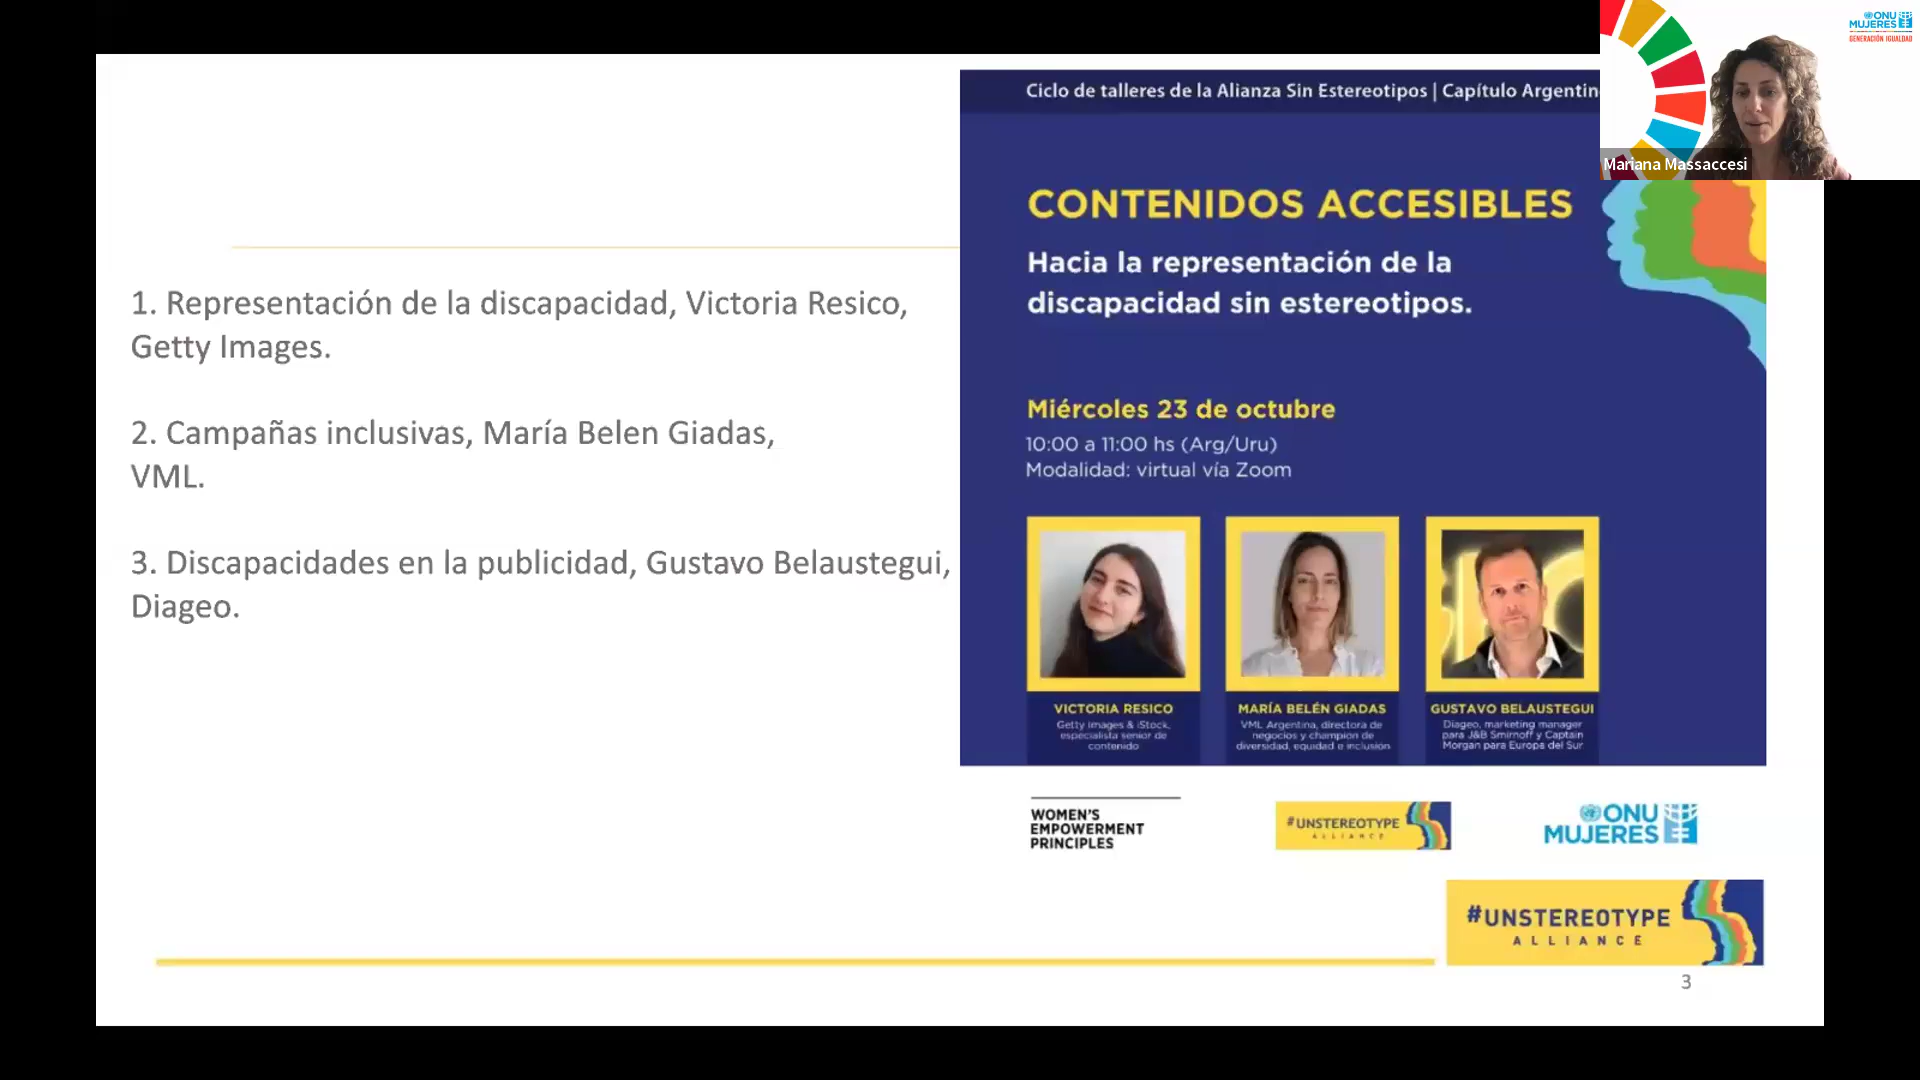 1. Representación de la discapacidad, Victoria Resico,
Getty Images.
2. Campañas inclusivas, María Belen Giadas,
VML.
3. Discapacidades en la publicidad, Gustavo Belaustegui,
Diageo.
Ciclo de talleres de la Alianza Sin Estereotipos | Capítulo Argentin
CONTENIDOS ACCESIBLES
Hacia la representación de la
discapacidad sin estereotipos.
Miércoles 23 de octubre
10:00 a 11:00 hs (Arg/Uru)
Modalidad: virtual vía Zoom
VICTORIA RESICO
Getty Images & iStock,
especialista senior de
contenido
MARÍA BELÉN GIADAS
VML Argentina, directora de
negocios y champion de
diversidad, equidad e inclusión
GUSTAVO BELAUSTEGUI
Diageo, marketing manager
para J&B Smirnoff y Captain
Morgan para Europa del Sur
WOMEN'S
EMPOWERMENT
PRINCIPLES
#UNSTEREOTYPE
ALLIANCE
ONU
MUJERES
#UNSTEREOTYPE
ALLIANCE
3
ONU
MUJERES
GENERACIÓN IGUALDAD
Mariana Massaccesi